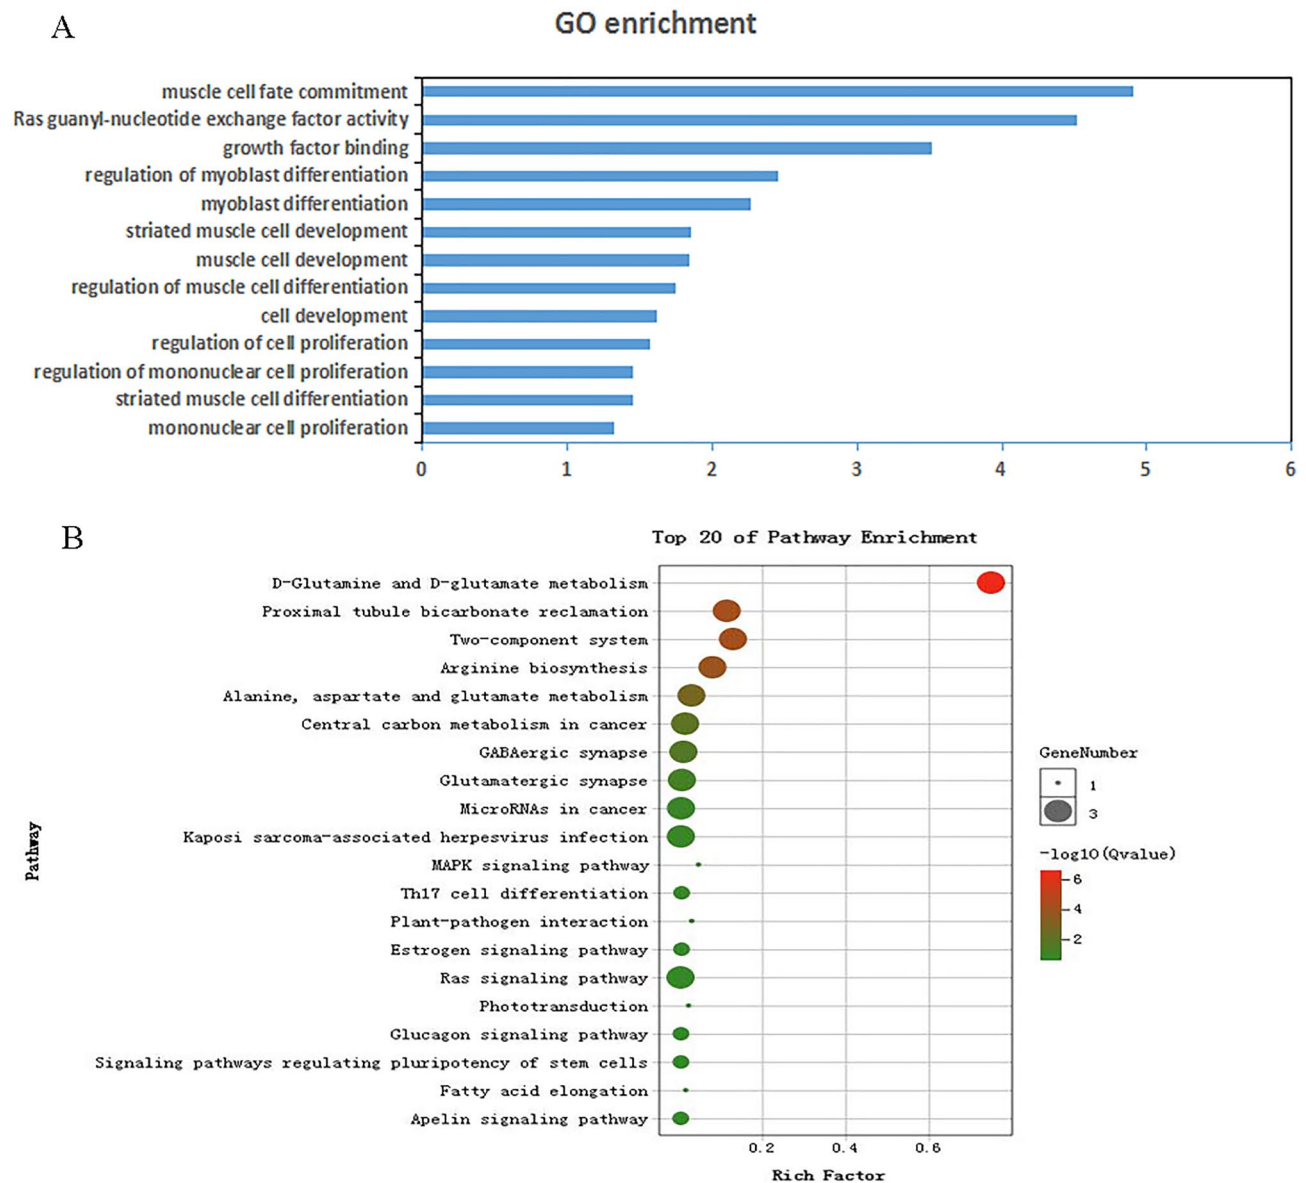 A
GO enrichment
muscle cell fate commitment
Ras guanyl-nucleotide exchange factor activity
growth factor binding
regulation of myoblast differentiation
myoblast differentiation
striated muscle cell development
muscle cell development
regulation of muscle cell differentiation
cell development
regulation of cell proliferation
regulation of mononuclear cell proliferation
striated muscle cell differentiation
mononuclear cell proliferation
0 1 2 3 4 5 6
B
Top 20 of Pathway Enrichment
D-Glutamine and D-glutamate metabolism
Proximal tubule bicarbonate reclamation
Two-component system
Arginine biosynthesis
Alanine, aspartate and glutamate metabolism
Central carbon metabolism in cancer
GABAergic synapse
Glutamatergic synapse
MicroRNAs in cancer
Kaposi sarcoma-associated herpesvirus infection
MAPK signaling pathway
Th17 cell differentiation
Plant-pathogen interaction
Estrogen signaling pathway
Ras signaling pathway
Phototransduction
Glucagon signaling pathway
Signaling pathways regulating pluripotency of stem cells
Fatty acid elongation
Apelin signaling pathway
Pathway
0.2 0.4 0.6
Rich Factor
GeneNumber
1
3
-log10(Qvalue)
6
4
2